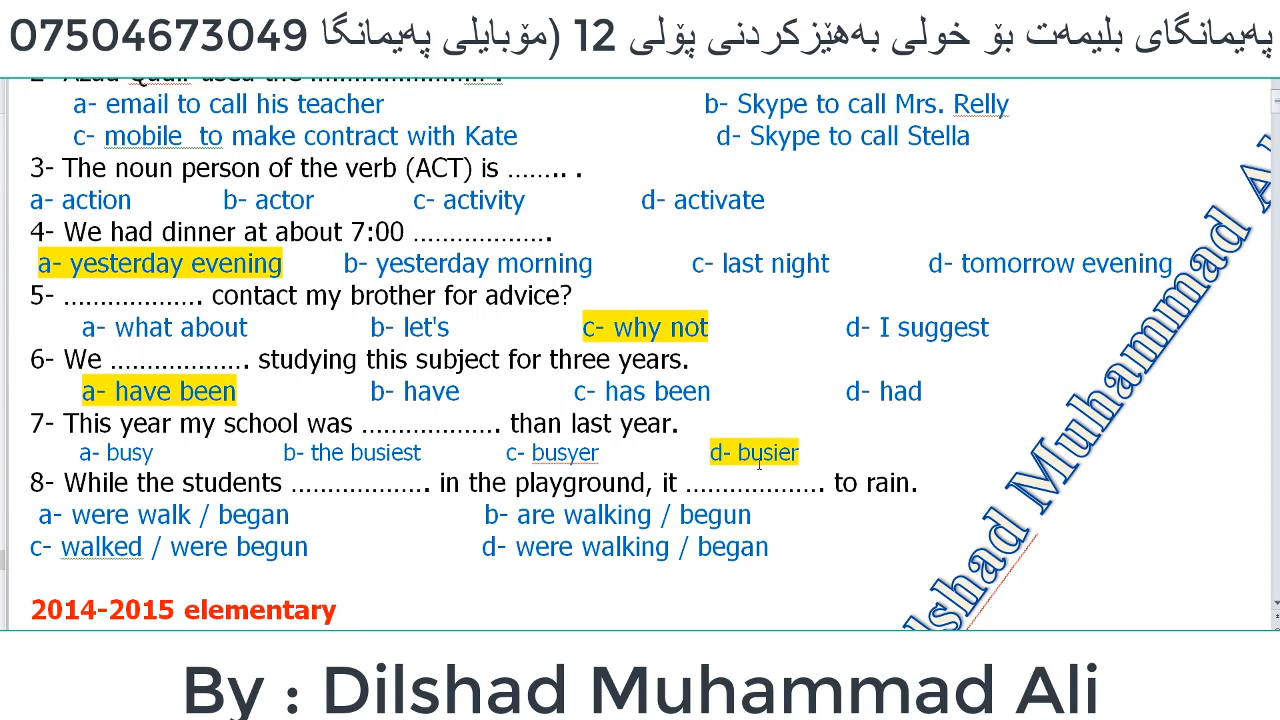 پەیمانگای بلیمەت بۆ خولی بەهێزکردنی پۆلی 12 (مۆبایلی پەیمانگا 07504673049
2- Azad Qadir used the ........................ .
a- email to call his teacher b- Skype to call Mrs. Relly
c- mobile to make contract with Kate d- Skype to call Stella
3- The noun person of the verb (ACT) is …….. .
a- action b- actor c- activity d- activate
4- We had dinner at about 7:00 ……………….
a- yesterday evening b- yesterday morning c- last night d- tomorrow evening
5- ………………. contact my brother for advice?
a- what about b- let's c- why not d- I suggest
6- We ………………. studying this subject for three years.
a- have been b- have c- has been d- had
7- This year my school was ………………. than last year.
a- busy b- the busiest c- busyer d- busier
8- While the students ………………. in the playground, it ………………. to rain.
a- were walk / began b- are walking / begun
c- walked / were begun d- were walking / began
2014-2015 elementary
Dilshad Muhammad Al
By : Dilshad Muhammad Ali